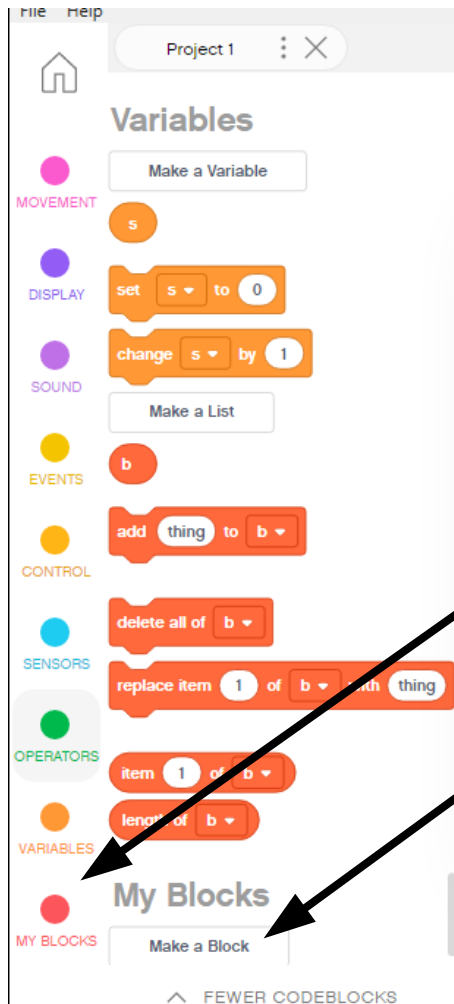 File Help
Project 1
Variables
Make a Variable
MOVEMENT
s
DISPLAY
set s to 0
change s by 1
SOUND
Make a List
b
EVENTS
add thing to b
CONTROL
delete all of b
SENSORS
replace item 1 of b with thing
OPERATORS
item 1 of b
length of b
VARIABLES
My Blocks
MY BLOCKS
Make a Block
FEWER CODEBLOCKS